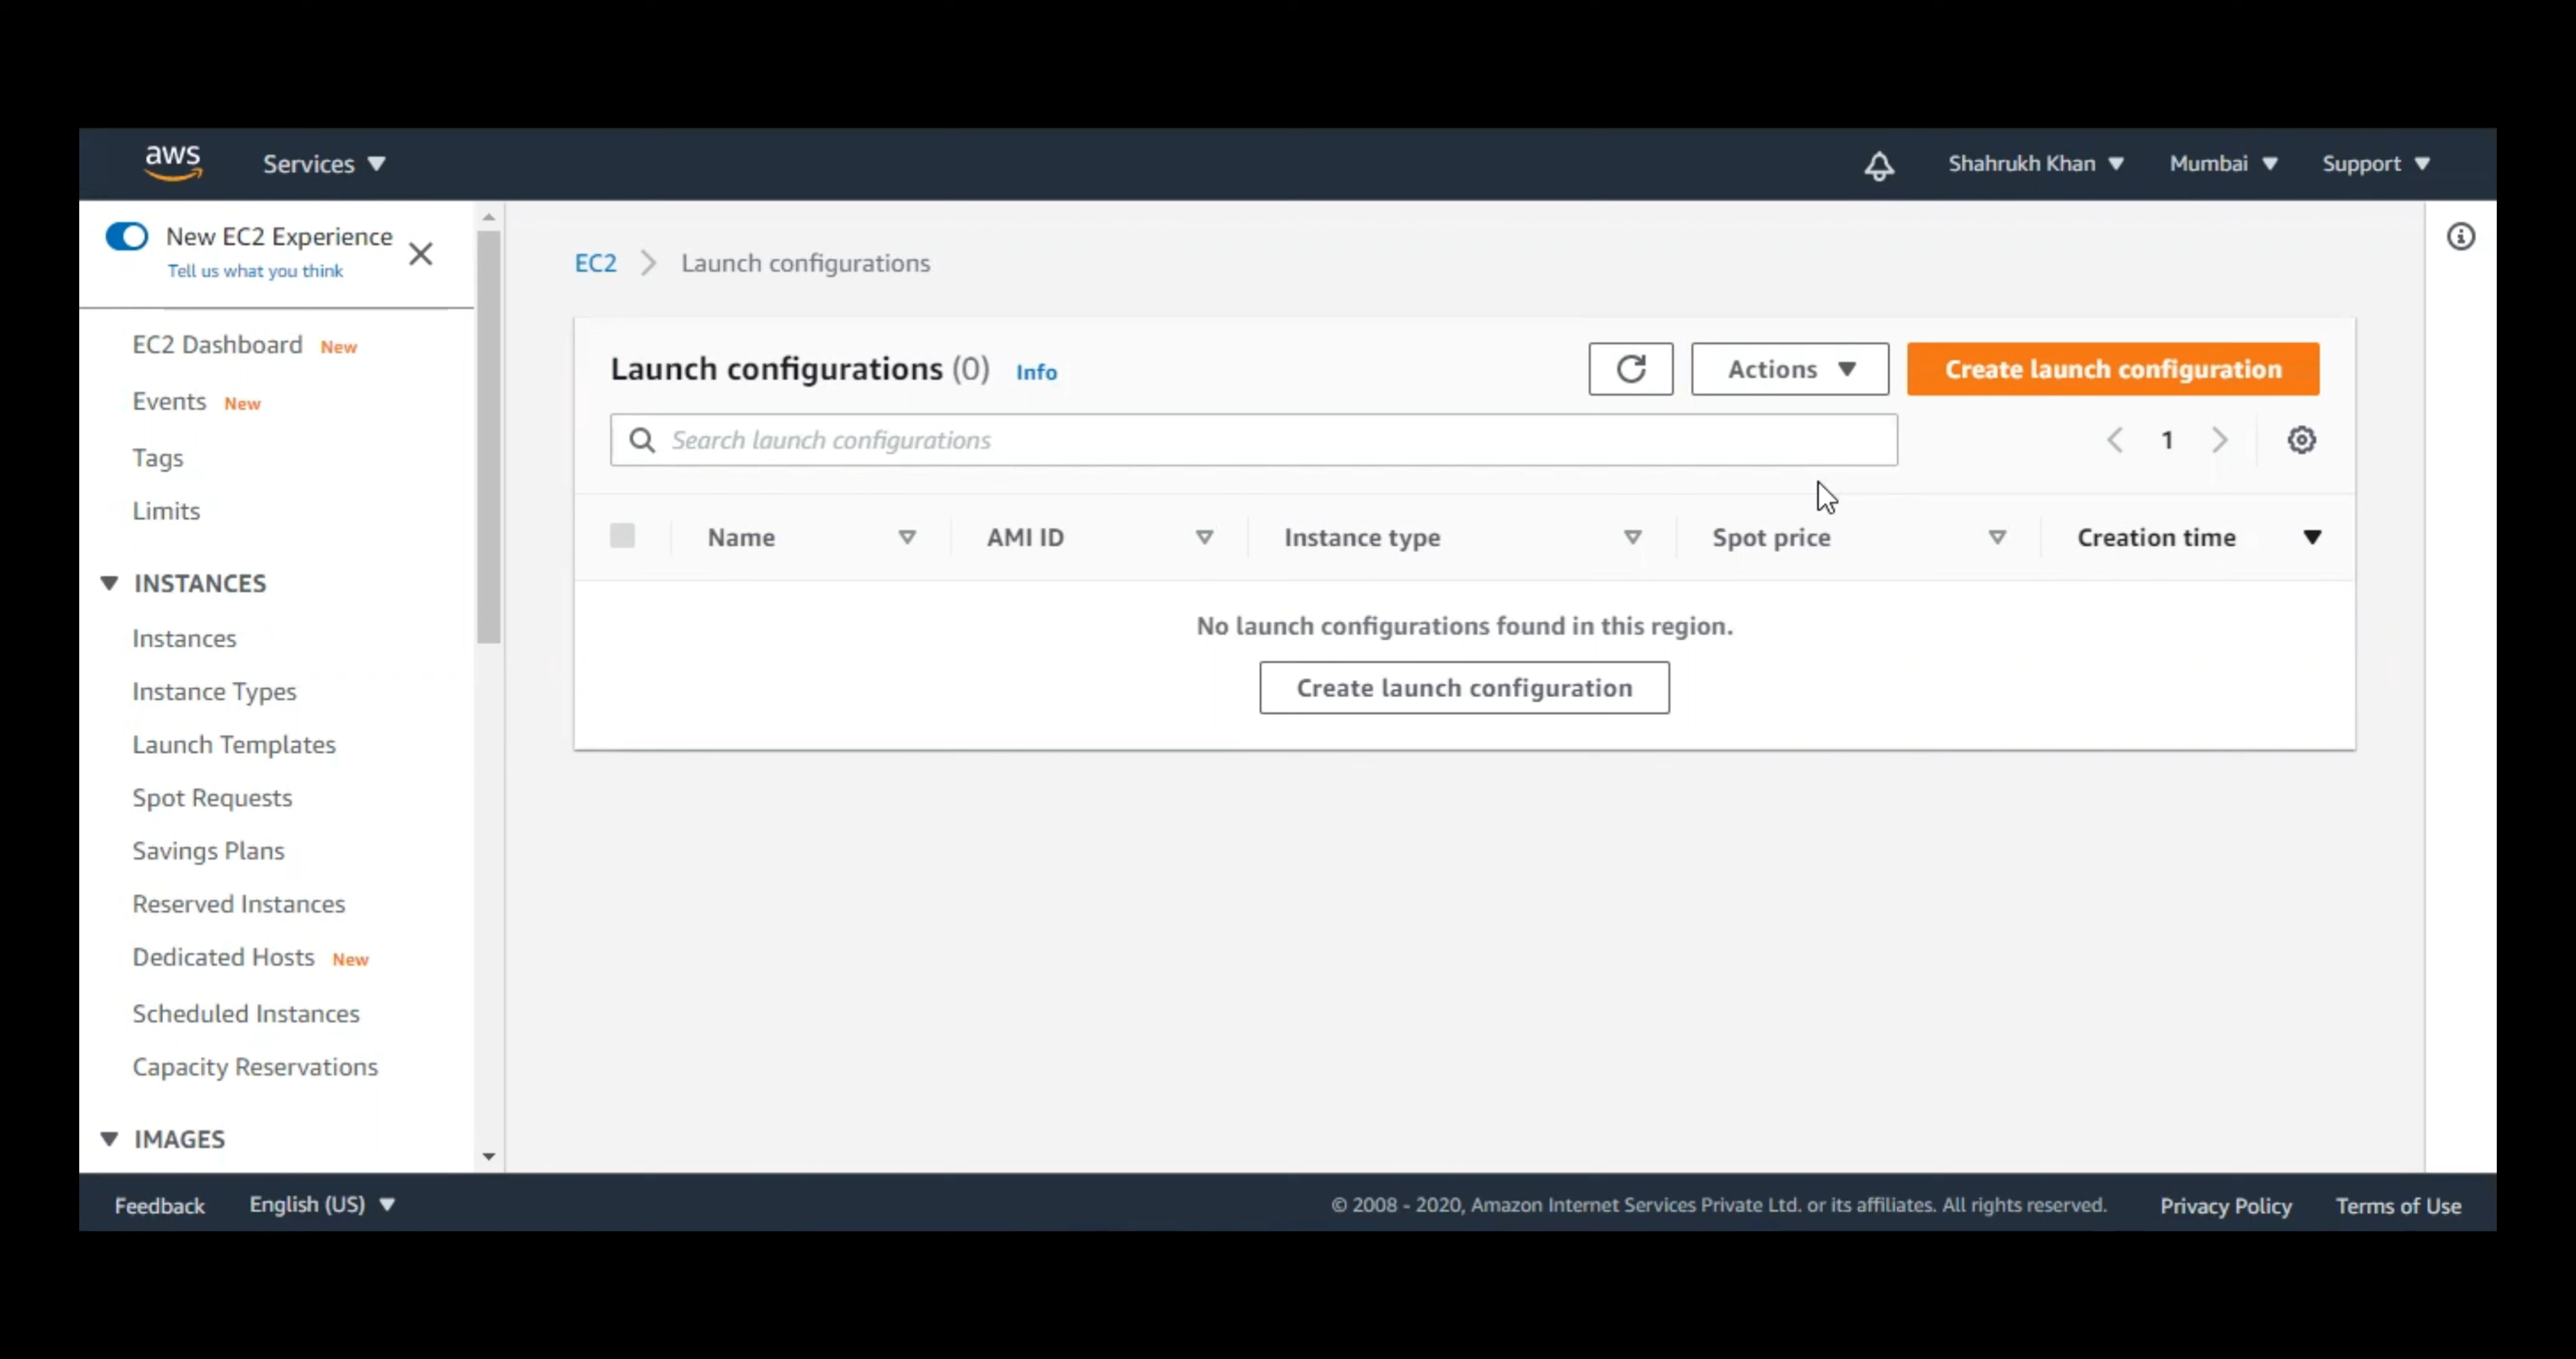 aws
Services
Shahrukh Khan
Mumbai
Support
New EC2 Experience
Tell us what you think
EC2 Dashboard New
Events New
Tags
Limits
INSTANCES
Instances
Instance Types
Launch Templates
Spot Requests
Savings Plans
Reserved Instances
Dedicated Hosts New
Scheduled Instances
Capacity Reservations
IMAGES
EC2 > Launch configurations
Launch configurations (0) Info
Actions
Create launch configuration
Search launch configurations
1
Name
AMI ID
Instance type
Spot price
Creation time
No launch configurations found in this region.
Create launch configuration
Feedback
English (US)
© 2008 - 2020, Amazon Internet Services Private Ltd. or its affiliates. All rights reserved.
Privacy Policy
Terms of Use